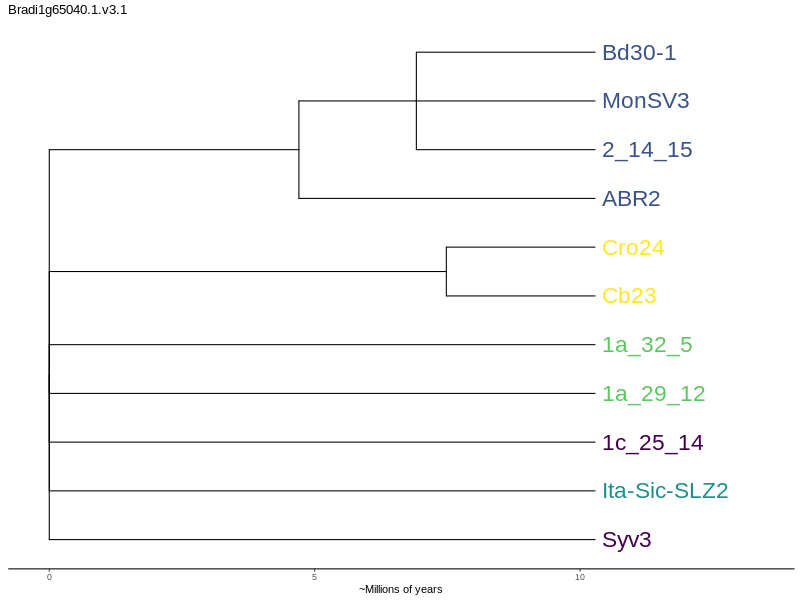 Bradi1g65040.1.v3.1
Bd30-1
MonSV3
2_14_15
ABR2
Cro24
Cb23
1a_32_5
1a_29_12
1c_25_14
Ita-Sic-SLZ2
Syv3
0 5 10
~Millions of years